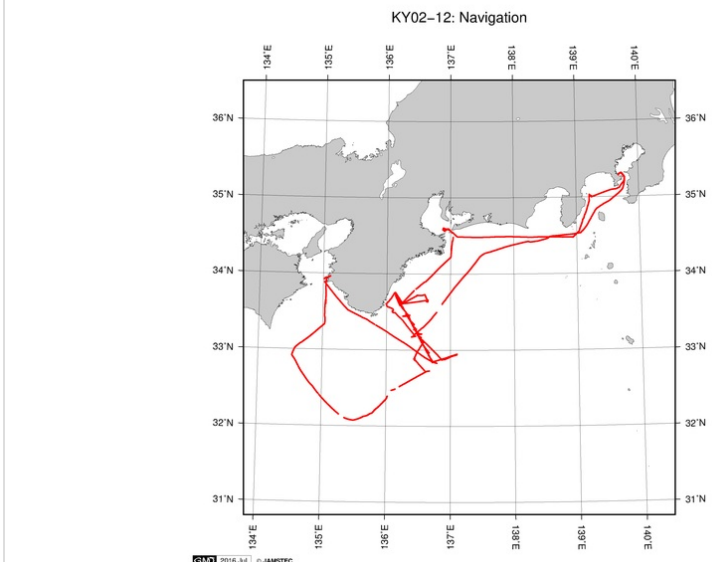 KY02−12: Navigation
134˚E 135˚E 136˚E 137˚E 138˚E 139˚E 140˚E
36˚N 36˚N
35˚N 35˚N
34˚N 34˚N
33˚N 33˚N
32˚N 32˚N
31˚N 31˚N
134˚E 135˚E 136˚E 137˚E 138˚E 139˚E 140˚E
GMT 2016 Jul © JAMSTEC